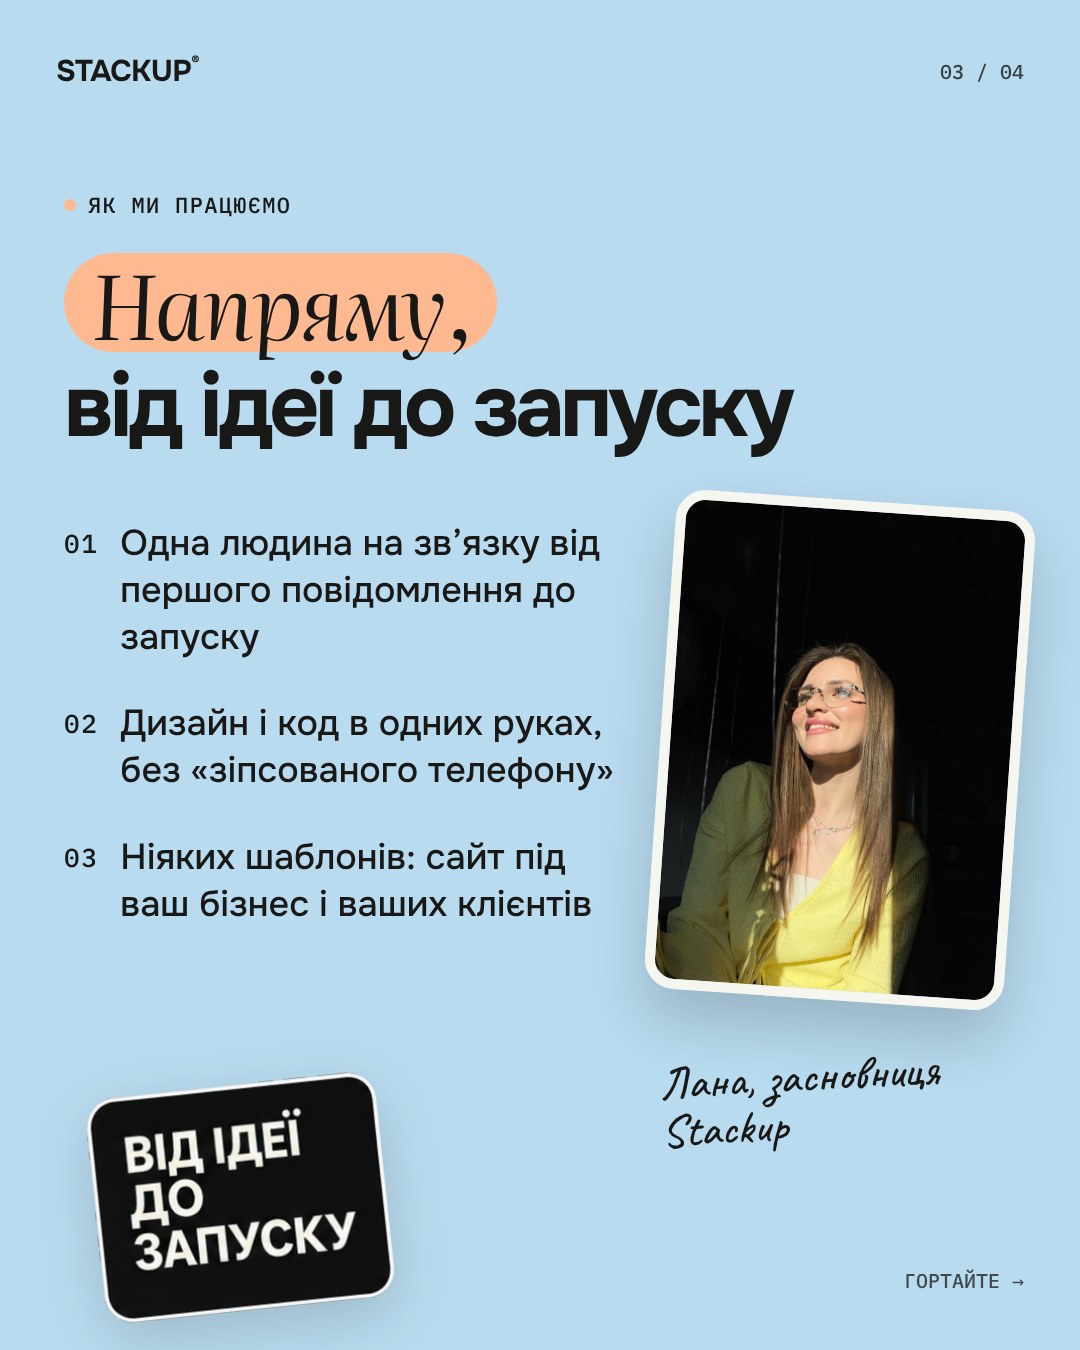 STACKUP®
03 / 04
ЯК МИ ПРАЦЮЄМО
Напряму,
від ідеї до запуску
01 Одна людина на зв’язку від
першого повідомлення до
запуску
02 Дизайн і код в одних руках,
без «зіпсованого телефону»
03 Ніяких шаблонів: сайт під
ваш бізнес і ваших клієнтів
Лана, засновниця
Stackup
ВІД ІДЕЇ
ДО
ЗАПУСКУ
ГОРТАЙТЕ →